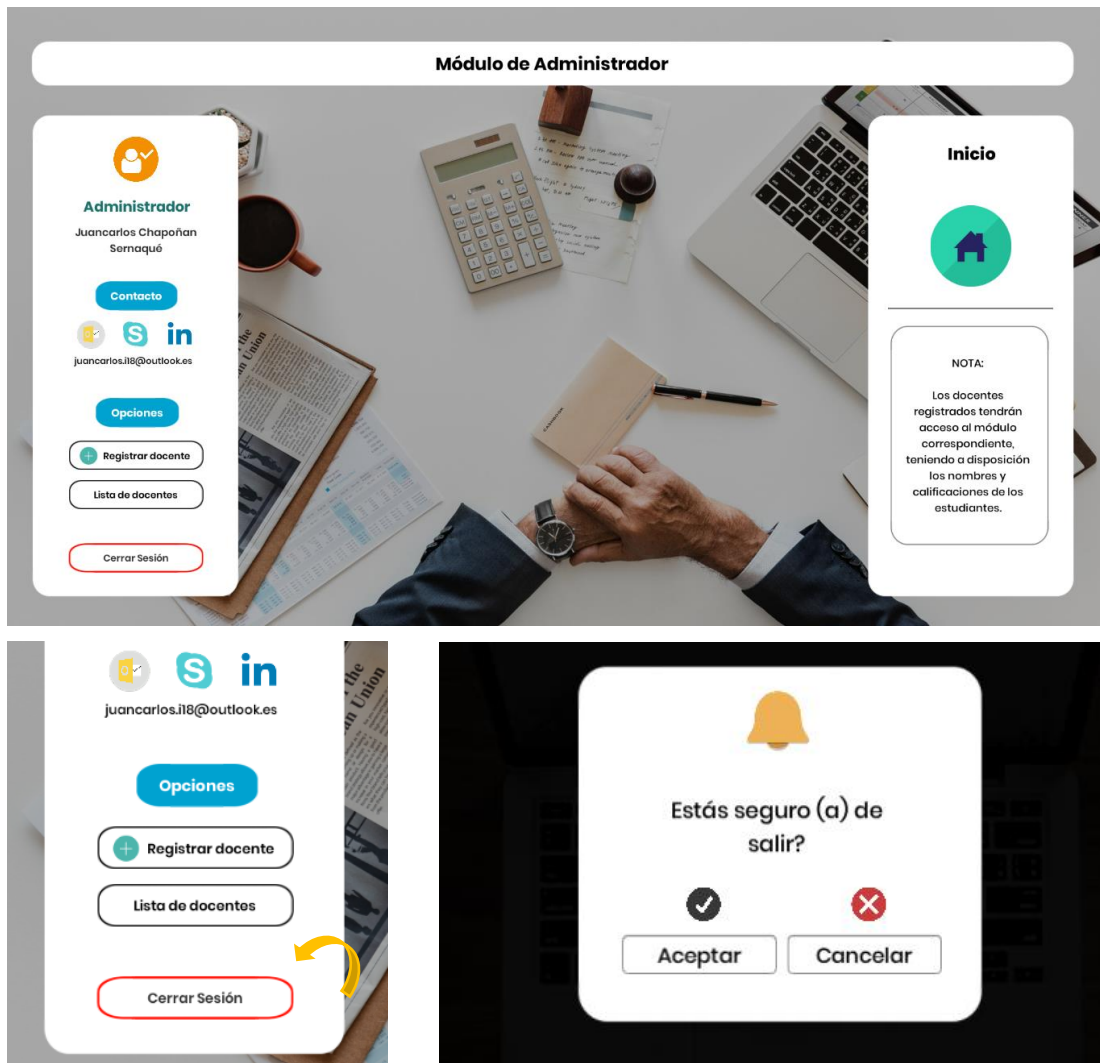 Módulo de Administrador
Administrador
Juancarlos Chapoñan
Sernaqué
Contacto
in
juancarlos.i18@outlook.es
Opciones
Registrar docente
Lista de docentes
Cerrar Sesión
Inicio
NOTA:
Los docentes
registrados tendrán
acceso al módulo
correspondiente,
teniendo a disposición
los nombres y
calificaciones de los
estudiantes.
in
juancarlos.i18@outlook.es
Opciones
Registrar docente
Lista de docentes
Cerrar Sesión
Estás seguro (a) de
salir?
Aceptar
Cancelar